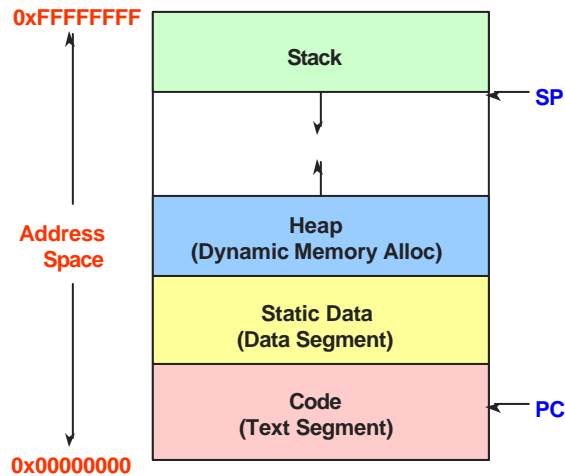 0xFFFFFFFF
Stack
SP
Heap
(Dynamic Memory Alloc)
Address
Space
Static Data
(Data Segment)
Code
(Text Segment)
PC
0x00000000